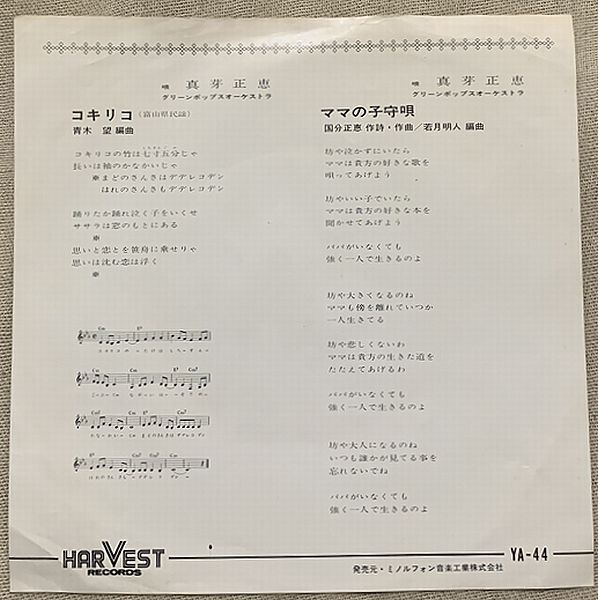 唄 真芽正恵
グリーンポップスオーケストラ
コキリコ（富山県民謡）
青木 望 編曲
コキリコの竹は七寸五分じゃ
長いは袖のかなかいじゃ
※まどのさんさはデデレコデン
はれのさんさもデデレコデン
踊りたか踊れ泣く子をいくせ
ササラは窓のもとにある
※
思いと恋とを笹舟に乗せりゃ
思いは沈む恋は浮く
※
唄 真芽正恵
グリーンポップスオーケストラ
ママの子守唄
国分正恵 作詩・作曲／若月明人 編曲
坊や泣かずにいたら
ママは貴方の好きな歌を
唄ってあげよう
坊やいい子でいたら
ママは貴方の好きな本を
聞かせてあげよう
パパがいなくても
強く一人で生きるのよ
坊や大きくなるのね
ママも傍を離れていつか
一人生きてる
坊や悲しくないわ
ママは貴方の生きた道を
たたえてあげるわ
パパがいなくても
強く一人で生きるのよ
坊や大人になるのね
いつも誰かが見てる事を
忘れないでね
パパがいなくても
強く一人で生きるのよ
HARVEST
RECORDS
YA-44
発売元・ミノルフォン音楽工業株式会社